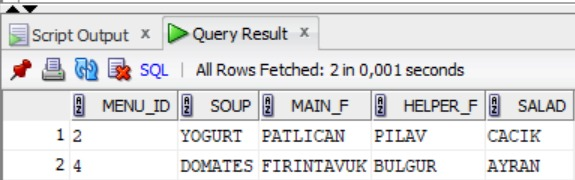 Script Output x Query Result x
SQL | All Rows Fetched: 2 in 0,001 seconds
MENU_ID SOUP MAIN_F HELPER_F SALAD
1 2 YOGURT PATLICAN PILAV CACIK
2 4 DOMATES FIRINTAVUK BULGUR AYRAN